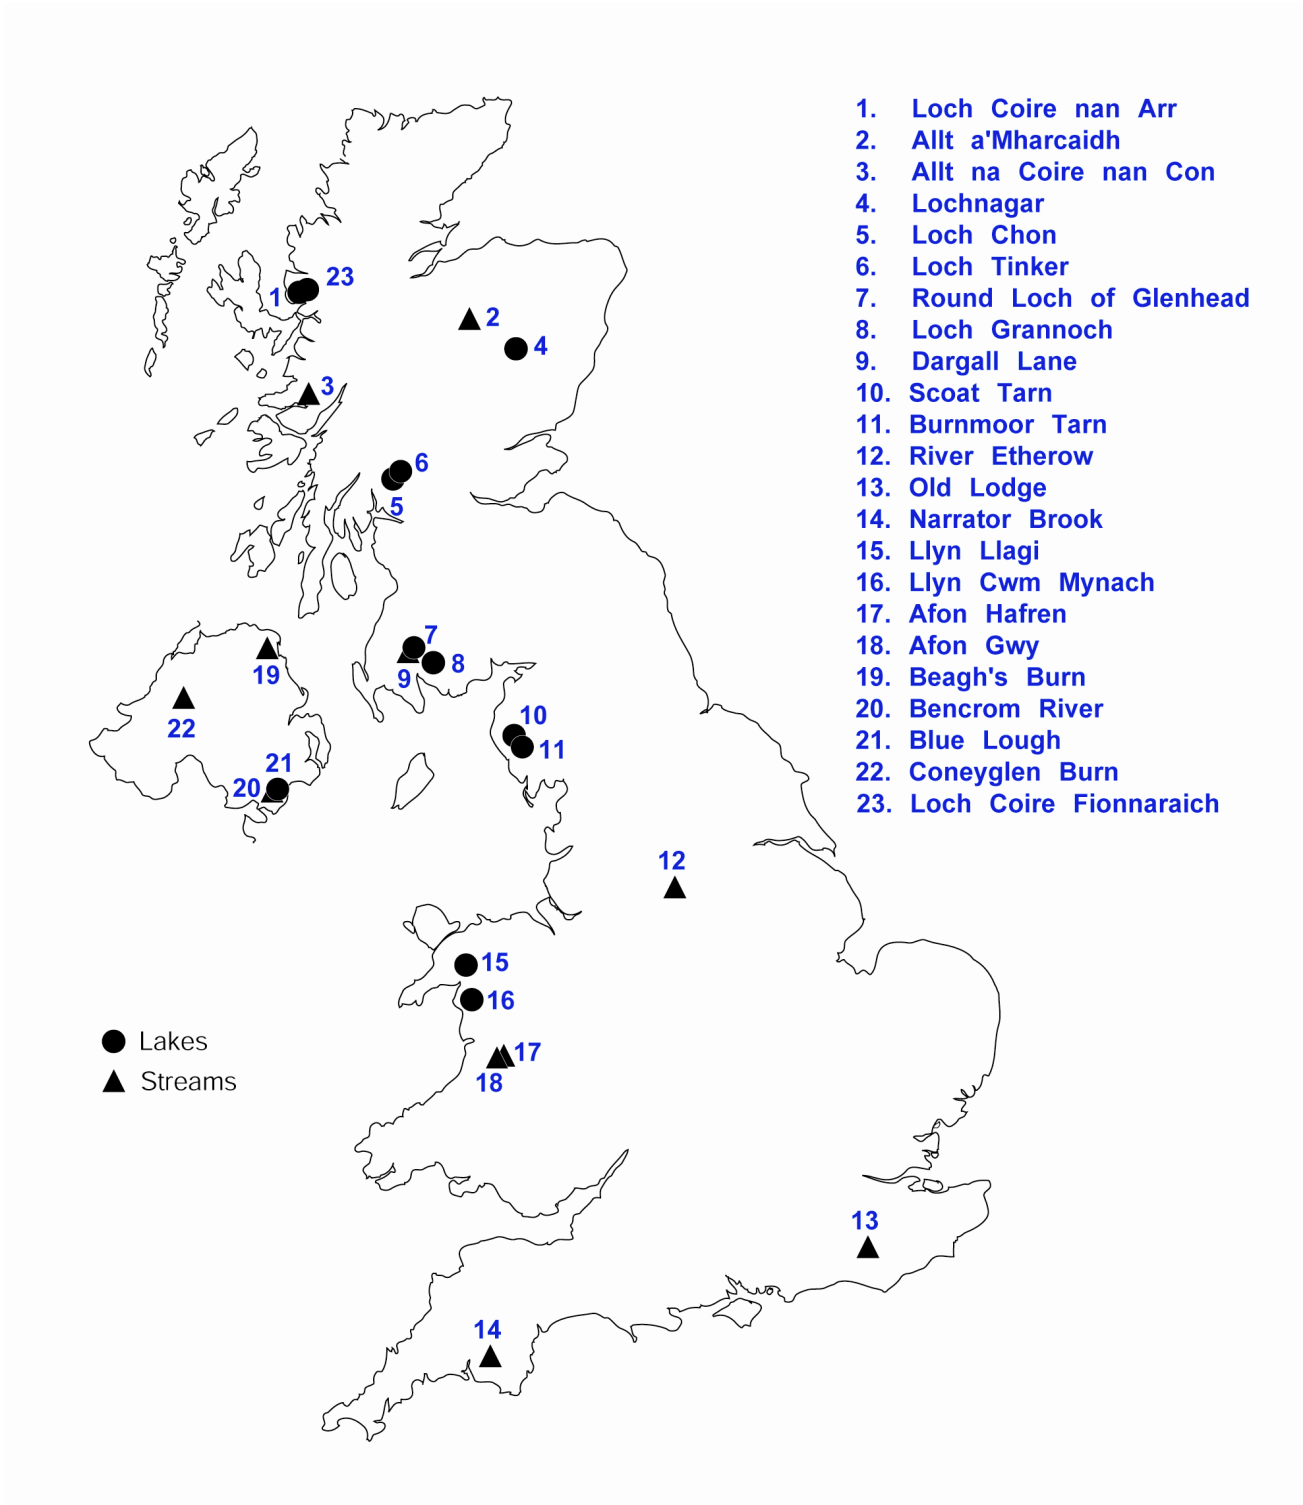 1. Loch Coire nan Arr
2. Allt a'Mharcaidh
3. Allt na Coire nan Con
4. Lochnagar
5. Loch Chon
6. Loch Tinker
7. Round Loch of Glenhead
8. Loch Grannoch
9. Dargall Lane
10. Scoat Tarn
11. Burnmoor Tarn
12. River Etherow
13. Old Lodge
14. Narrator Brook
15. Llyn Llagi
16. Llyn Cwm Mynach
17. Afon Hafren
18. Afon Gwy
19. Beagh's Burn
20. Bencrom River
21. Blue Lough
22. Coneyglen Burn
23. Loch Coire Fionnaraich
23
1
2
4
3
6
5
7
8
9
19
22
10
11
21
20
12
15
16
17
18
13
14
Lakes
Streams